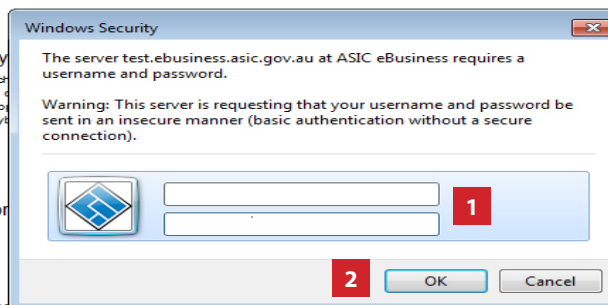 Windows Security
The server test.ebusiness.asic.gov.au at ASIC eBusiness requires a
username and password.
Warning: This server is requesting that your username and password be
sent in an insecure manner (basic authentication without a secure
connection).
1
2
OK
Cancel